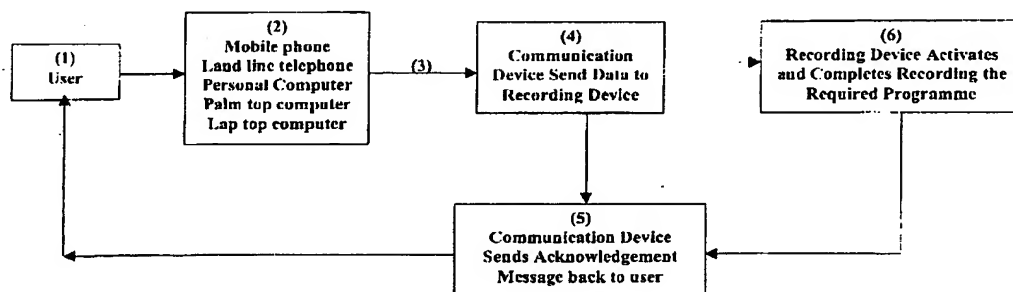 (1)
User
(2)
Mobile phone
Land line telephone
Personal Computer
Palm top computer
Lap top computer
(3)
(4)
Communication
Device Send Data to
Recording Device
(6)
Recording Device Activates
and Completes Recording the
Required Programme
(5)
Communication Device
Sends Acknowledgement
Message back to user